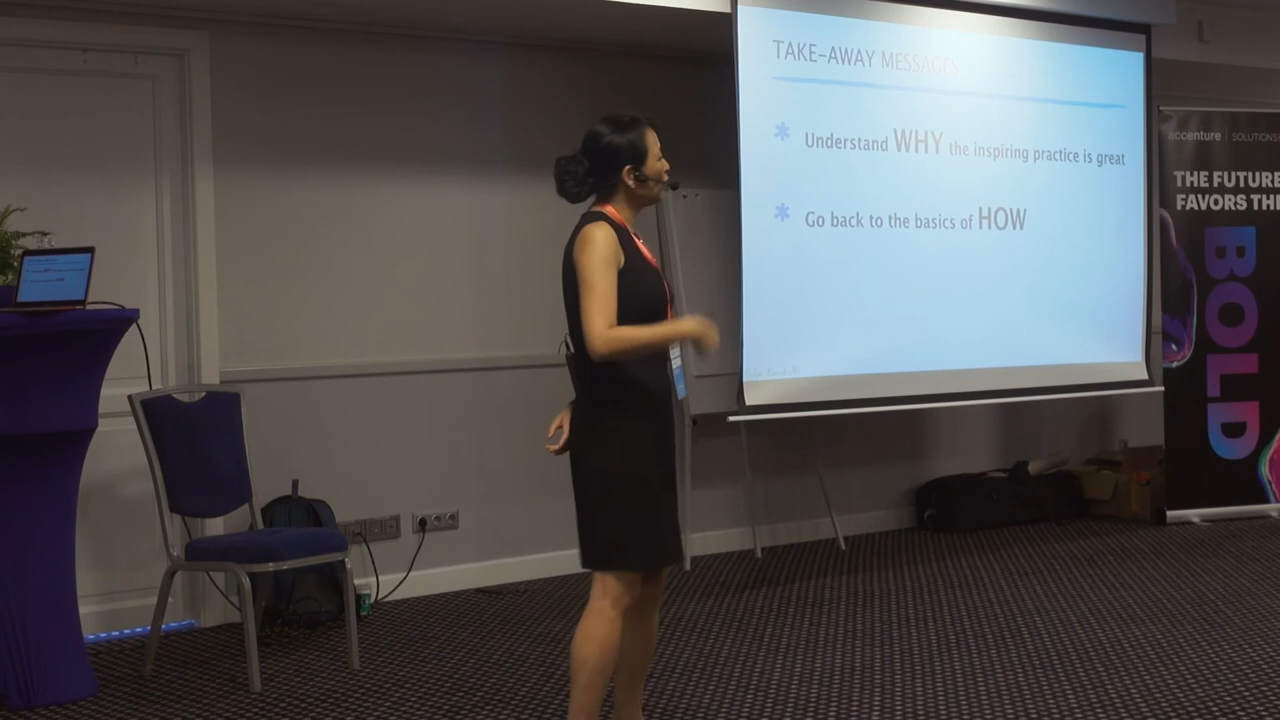 TAKE-AWAY MESSAGES
* Understand WHY the inspiring practice is great
* Go back to the basics of HOW
accenture | SOLUTIONS
THE FUTURE
FAVORS THE
BOLD